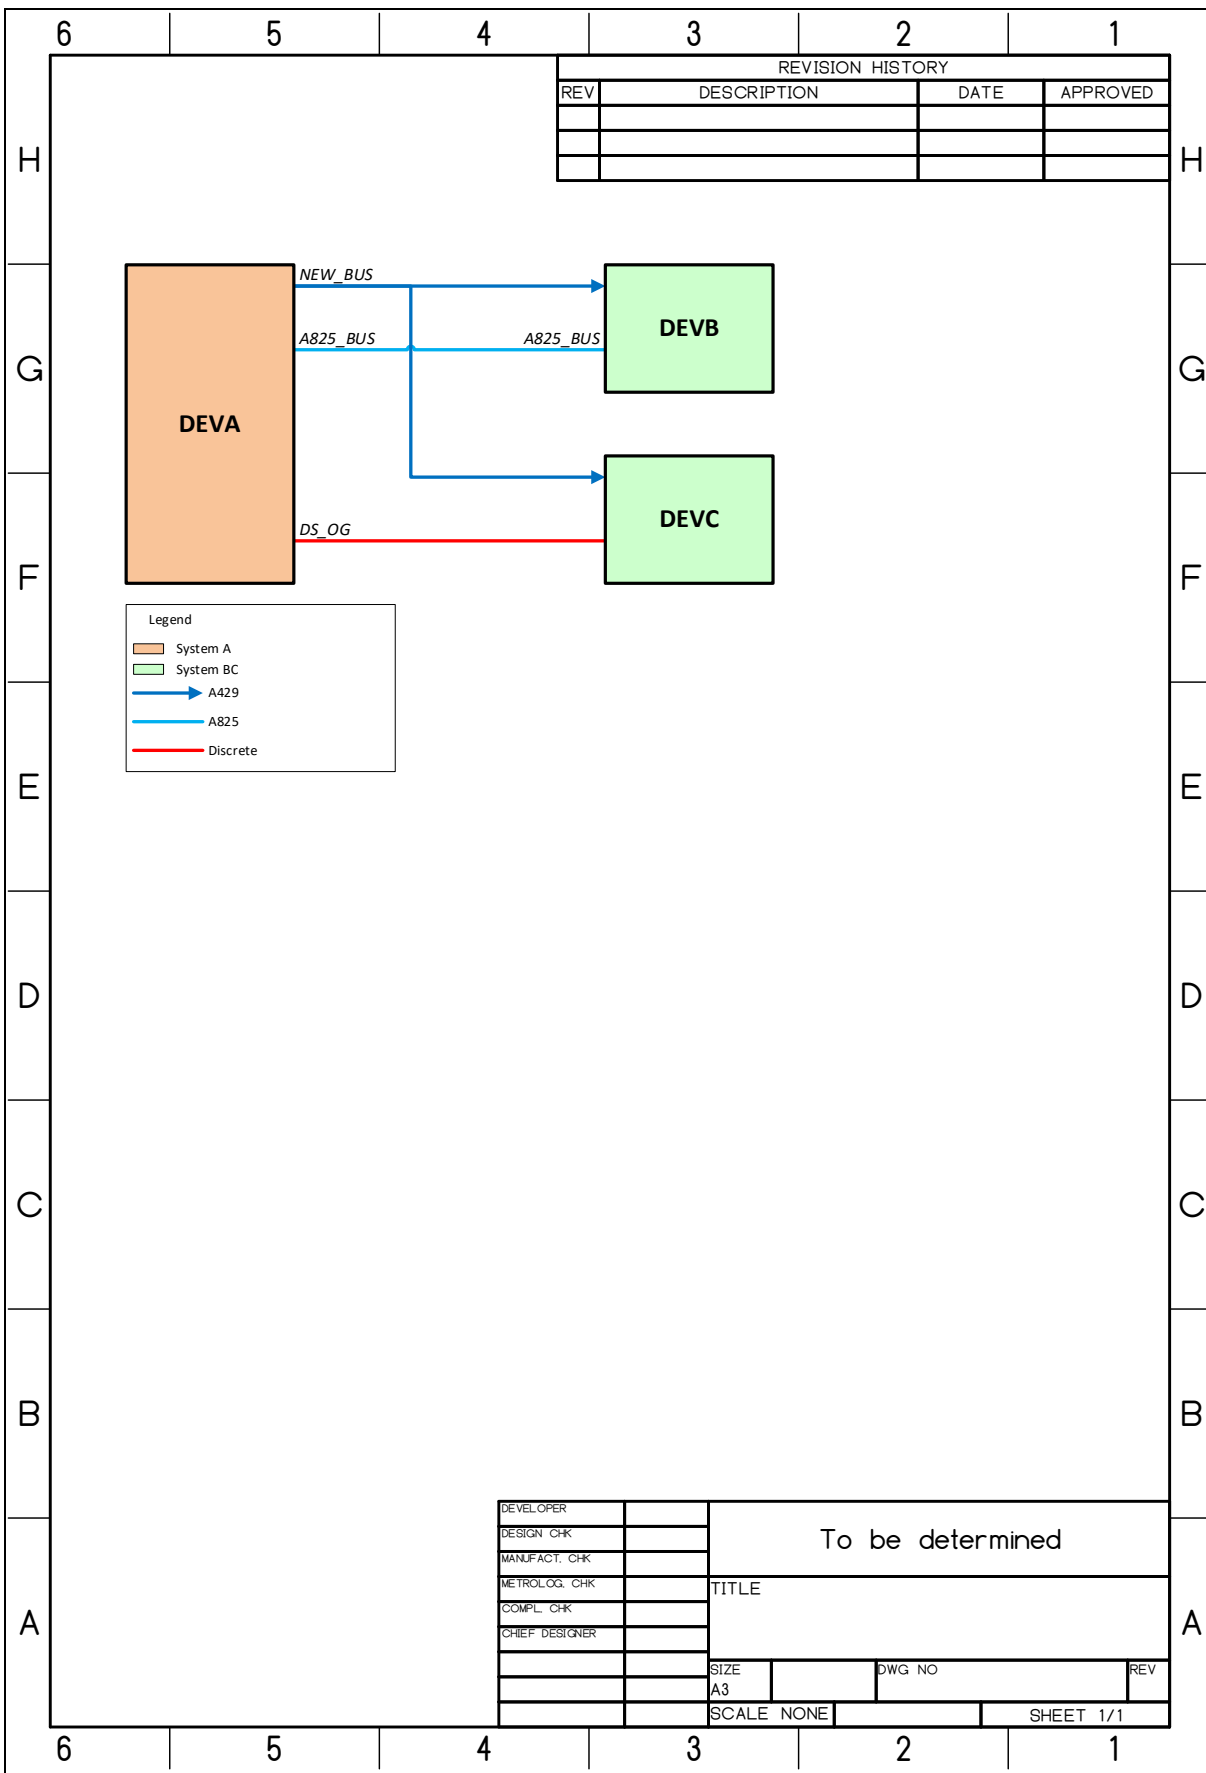 6 5 4 3 2 1
REVISION HISTORY
REV DESCRIPTION DATE APPROVED
H H
NEW_BUS
DEVB
A825_BUS A825_BUS
G G
DEVA
DEVC
DS_OG
F F
Legend
System A
System BC
A429
A825
Discrete
E E
D D
C C
B B
DEVELOPER
DESIGN CHK
To be determined
MANUFACT. CHK
METROLOG. CHK
TITLE
COMPL. CHK
A A
CHIEF DESIGNER
SIZE DWG NO REV
A3
SCALE NONE SHEET 1/1
6 5 4 3 2 1